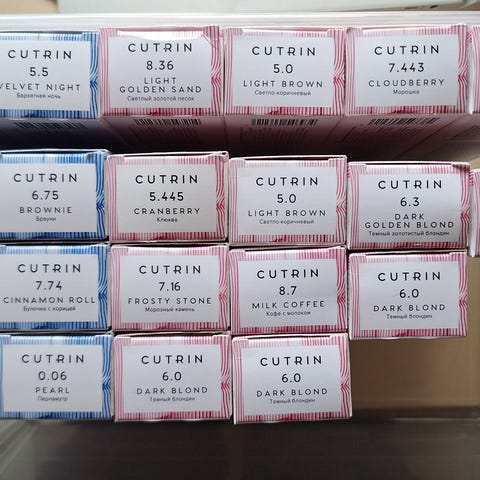 CUTRIN
5.5
VELVET NIGHT
Бархатная ночь
CUTRIN
8.36
LIGHT
GOLDEN SAND
Светлый золотой песок
CUTRIN
5.0
LIGHT BROWN
Светло-коричневый
CUTRIN
7.443
CLOUDBERRY
Морошка
CUTRIN
6.75
BROWNIE
Брауни
CUTRIN
5.445
CRANBERRY
Клюква
CUTRIN
5.0
LIGHT BROWN
Светло-коричневый
CUTRIN
6.3
DARK
GOLDEN BLOND
Темный золотистый блондин
CUTRIN
7.74
CINNAMON ROLL
Булочка с корицей
CUTRIN
7.16
FROSTY STONE
Морозный камень
CUTRIN
8.7
MILK COFFEE
Кофе с молоком
CUTRIN
6.0
DARK BLOND
Темный блондин
CUTRIN
0.06
PEARL
Перламутр
CUTRIN
6.0
DARK BLOND
Темный блондин
CUTRIN
6.0
DARK BLOND
Темный блондин